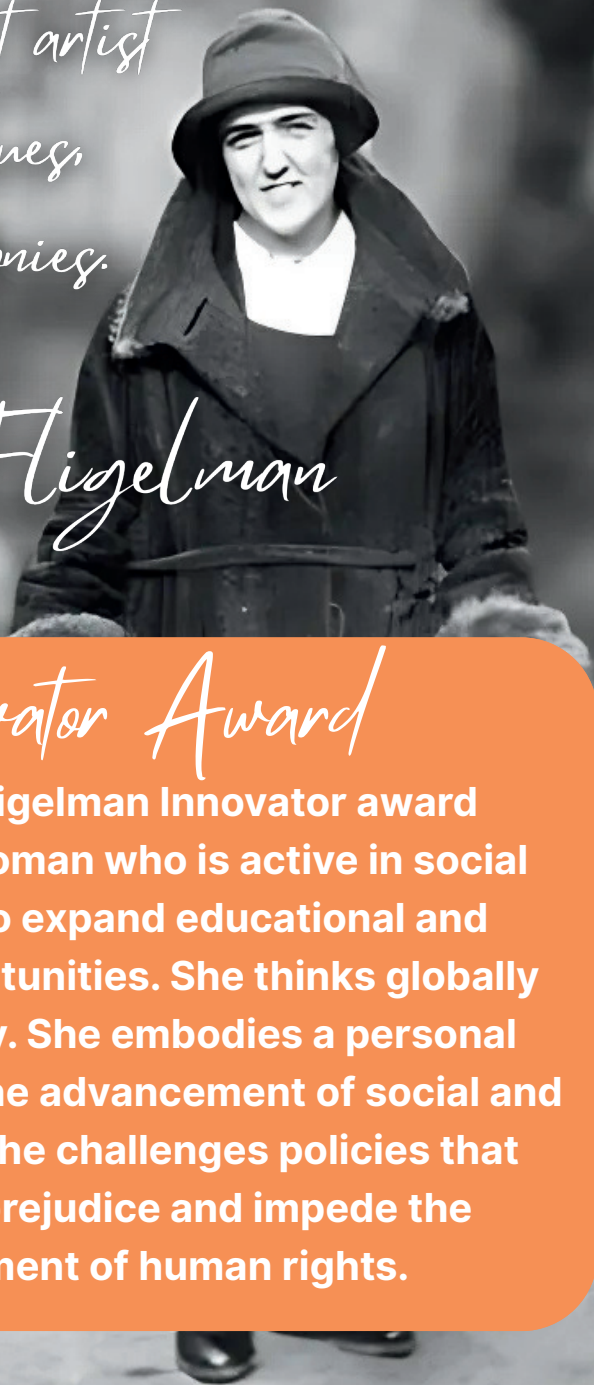 t artist
ues,
onies.
Fligelman
vator Award
igelman Innovator award
oman who is active in social
o expand educational and
tunities. She thinks globally
y. She embodies a personal
he advancement of social and
he challenges policies that
rejudice and impede the
ment of human rights.